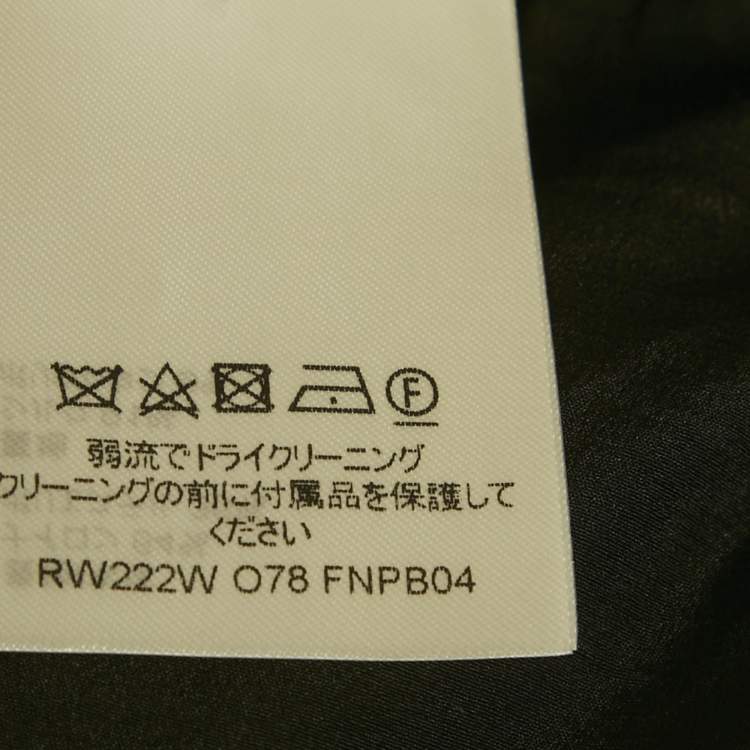 F
弱流でドライクリーニング
クリーニングの前に付属品を保護して
ください
RW222W O78 FNPB04